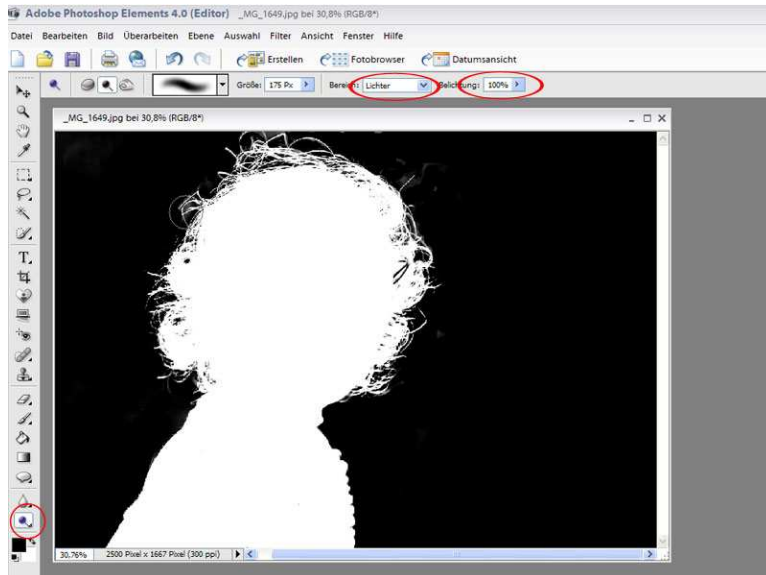 Adobe Photoshop Elements 4.0 (Editor) _MG_1649.jpg bei 30,8% (RGB/8*)
Datei Bearbeiten Bild Überarbeiten Ebene Auswahl Filter Ansicht Fenster Hilfe
Erstellen Fotobrowser Datumsansicht
Größe: 175 Px Bereich: Lichter Belichtung: 100%
_MG_1649.jpg bei 30,8% (RGB/8*)
T
30.76% 2500 Pixel x 1667 Pixel (300 ppi)